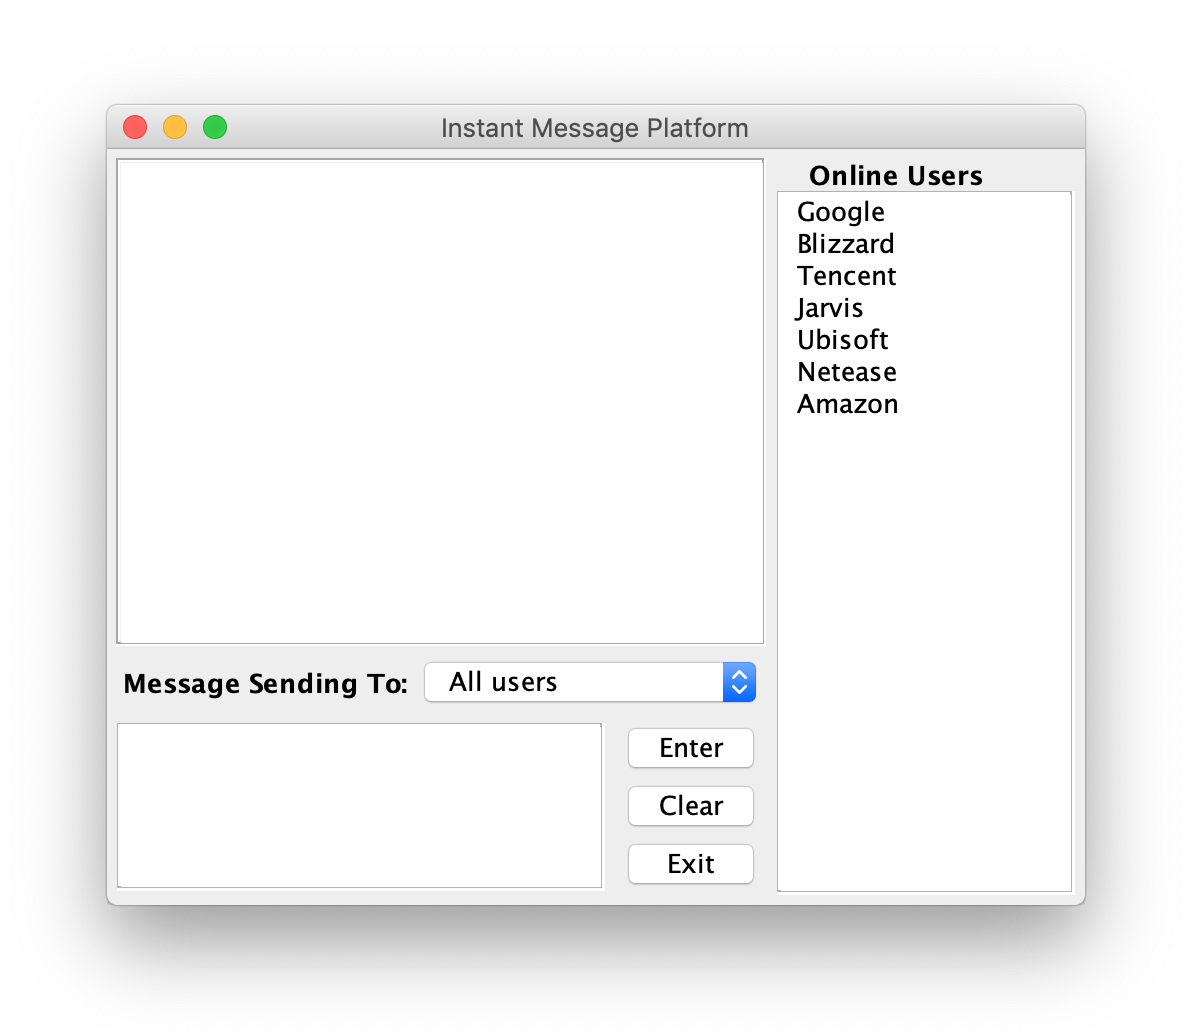 Instant Message Platform
Online Users
Google
Blizzard
Tencent
Jarvis
Ubisoft
Netease
Amazon
Message Sending To:
All users
Enter
Clear
Exit